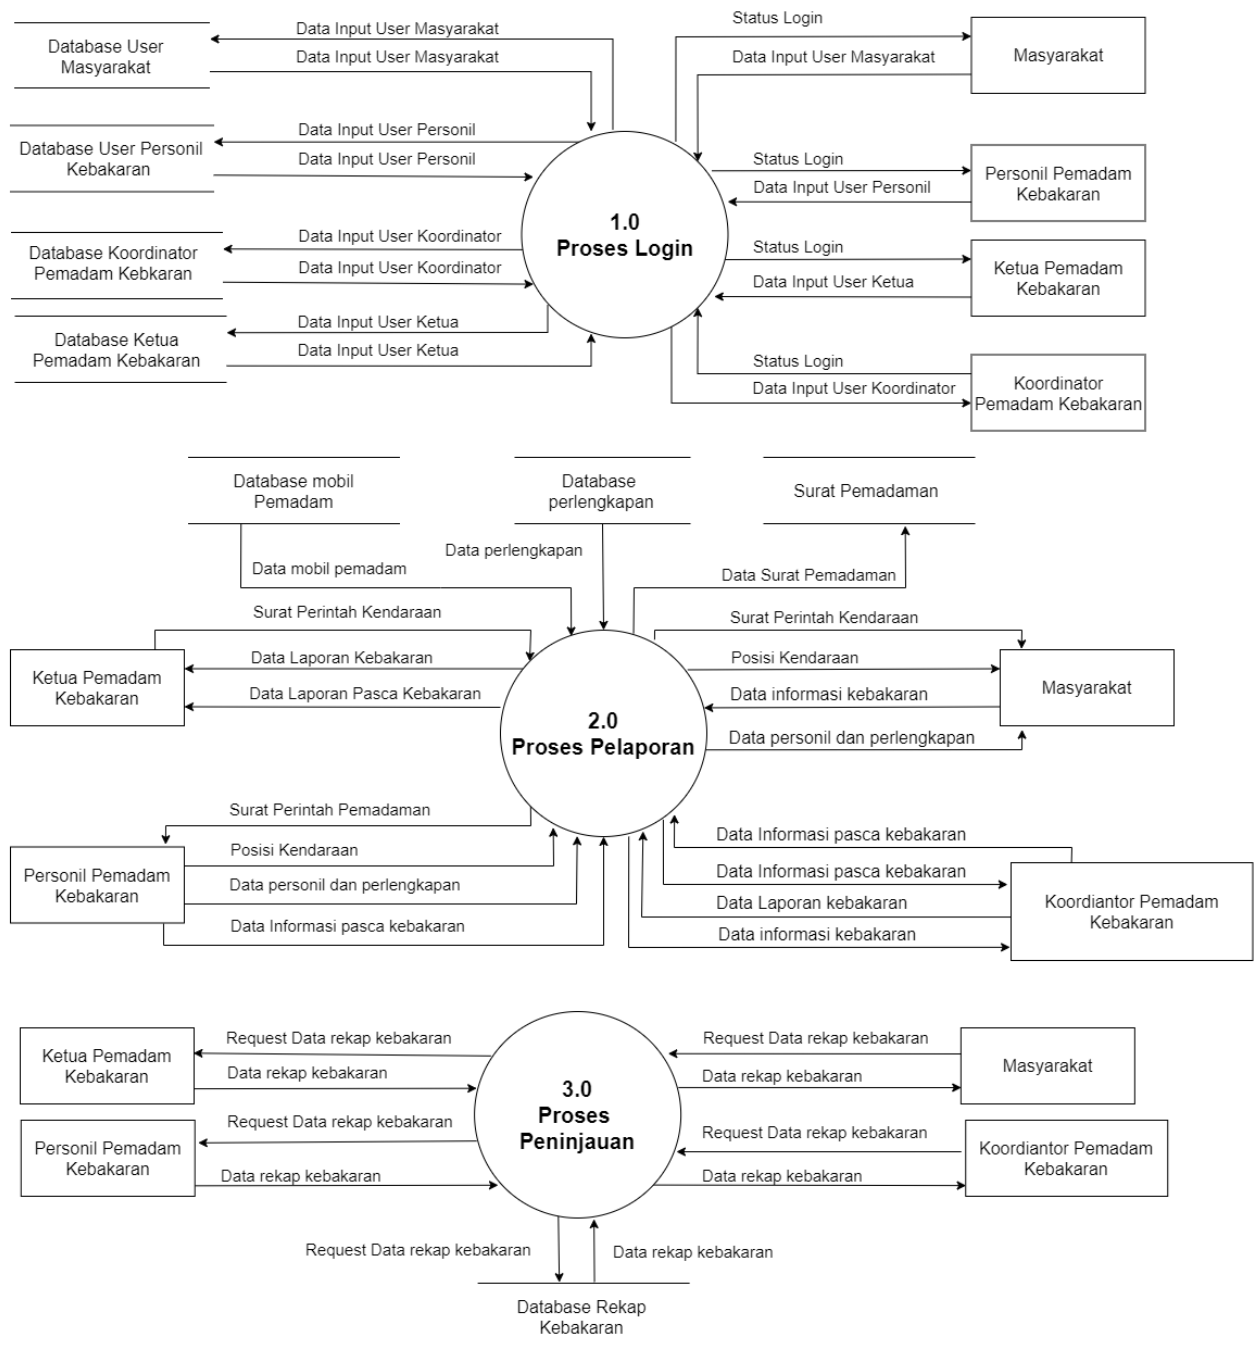 Database User
Masyarakat
Data Input User Masyarakat
Data Input User Masyarakat
Status Login
Data Input User Masyarakat
Masyarakat
Database User Personil
Kebakaran
Data Input User Personil
Data Input User Personil
Status Login
Data Input User Personil
Personil Pemadam
Kebakaran
1.0
Proses Login
Database Koordinator
Pemadam Kebkaran
Data Input User Koordinator
Data Input User Koordinator
Status Login
Data Input User Ketua
Ketua Pemadam
Kebakaran
Database Ketua
Pemadam Kebakaran
Data Input User Ketua
Data Input User Ketua
Status Login
Data Input User Koordinator
Koordinator
Pemadam Kebakaran
Database mobil
Pemadam
Database
perlengkapan
Surat Pemadaman
Data perlengkapan
Data mobil pemadam
Data Surat Pemadaman
Surat Perintah Kendaraan
Surat Perintah Kendaraan
Ketua Pemadam
Kebakaran
Data Laporan Kebakaran
Data Laporan Pasca Kebakaran
Posisi Kendaraan
Data informasi kebakaran
Data personil dan perlengkapan
Masyarakat
2.0
Proses Pelaporan
Surat Perintah Pemadaman
Posisi Kendaraan
Data personil dan perlengkapan
Data Informasi pasca kebakaran
Personil Pemadam
Kebakaran
Data Informasi pasca kebakaran
Data Informasi pasca kebakaran
Data Laporan kebakaran
Data informasi kebakaran
Koordiantor Pemadam
Kebakaran
Ketua Pemadam
Kebakaran
Request Data rekap kebakaran
Data rekap kebakaran
Request Data rekap kebakaran
Data rekap kebakaran
Masyarakat
3.0
Proses
Peninjauan
Personil Pemadam
Kebakaran
Request Data rekap kebakaran
Data rekap kebakaran
Request Data rekap kebakaran
Data rekap kebakaran
Koordiantor Pemadam
Kebakaran
Request Data rekap kebakaran
Data rekap kebakaran
Database Rekap
Kebakaran